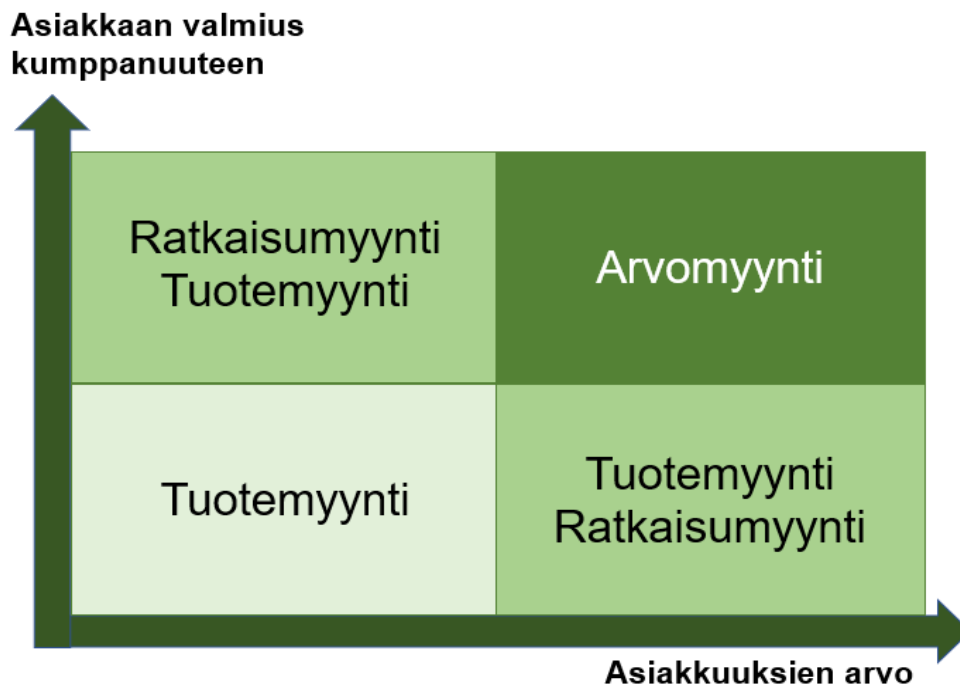 Asiakkaan valmius
kumppanuuteen
Ratkaisumyynti
Tuotemyynti
Arvomyynti
Tuotemyynti
Tuotemyynti
Ratkaisumyynti
Asiakkuuksien arvo